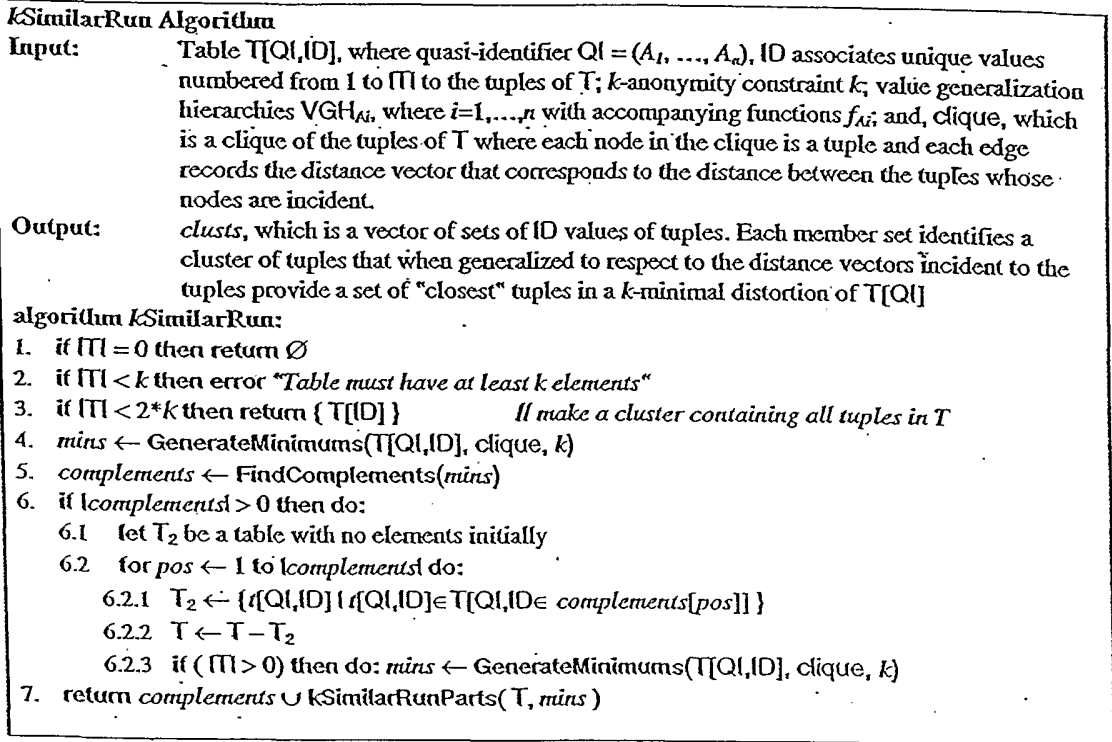 kSimilarRun Algorithm
Input: Table T[QI,ID], where quasi-identifier QI = (A1, ..., An), ID associates unique values
numbered from 1 to |T| to the tuples of T; k-anonymity constraint k; value generalization
hierarchies VGHAi, where i=1,...,n with accompanying functions fAi; and, clique, which
is a clique of the tuples of T where each node in the clique is a tuple and each edge
records the distance vector that corresponds to the distance between the tuples whose
nodes are incident.
Output: clusts, which is a vector of sets of ID values of tuples. Each member set identifies a
cluster of tuples that when generalized to respect to the distance vectors incident to the
tuples provide a set of "closest" tuples in a k-minimal distortion of T[QI]
algorithm kSimilarRun:
1. if |T| = 0 then return ∅
2. if |T| < k then error "Table must have at least k elements"
3. if |T| < 2*k then return { T[ID] } // make a cluster containing all tuples in T
4. mins ← GenerateMinimums(T[QI,ID], clique, k)
5. complements ← FindComplements(mins)
6. if |complements| > 0 then do:
6.1 let T2 be a table with no elements initially
6.2 for pos ← 1 to |complements| do:
6.2.1 T2 ← {t[QI,ID] | t[QI,ID]∈T[QI,ID∈ complements[pos]] }
6.2.2 T ← T – T2
6.2.3 if ( |T| > 0) then do: mins ← GenerateMinimums(T[QI,ID], clique, k)
7. return complements ∪ kSimilarRunParts( T, mins )